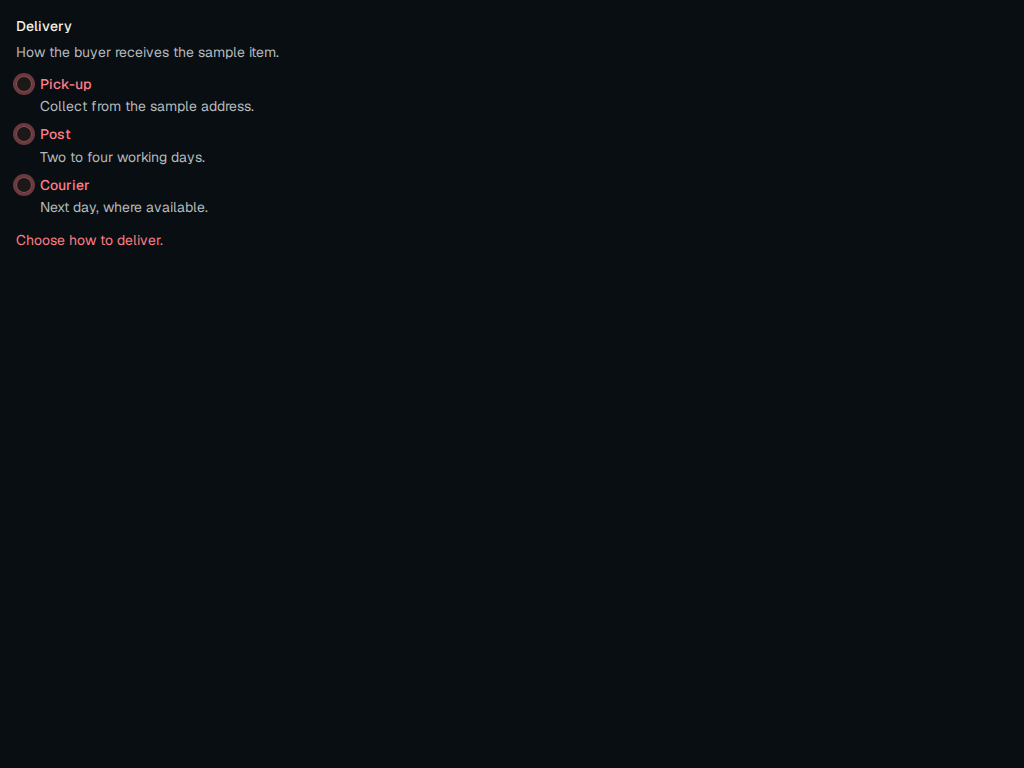 Delivery
How the buyer receives the sample item.
Pick-up
Collect from the sample address.
Post
Two to four working days.
Courier
Next day, where available.
Choose how to deliver.